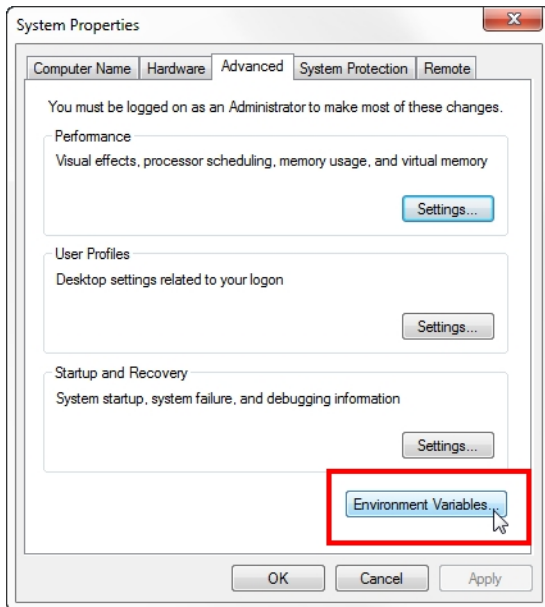 System Properties
Computer Name Hardware Advanced System Protection Remote
You must be logged on as an Administrator to make most of these changes.
Performance
Visual effects, processor scheduling, memory usage, and virtual memory
Settings...
User Profiles
Desktop settings related to your logon
Settings...
Startup and Recovery
System startup, system failure, and debugging information
Settings...
Environment Variables...
OK Cancel Apply